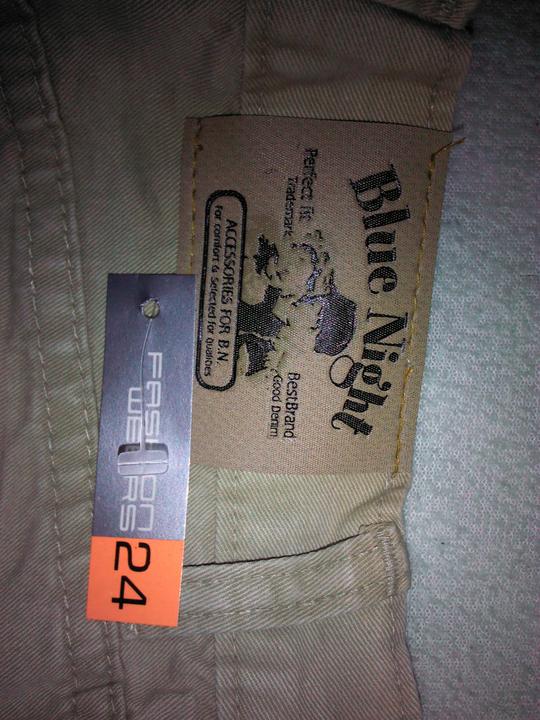 Blue Night
Perfect fit
Trademark
BestBrand
Good Denim
ACCESSORIES FOR B.N.
For comfort & Selected for qualities
FASHION
WEARS
24